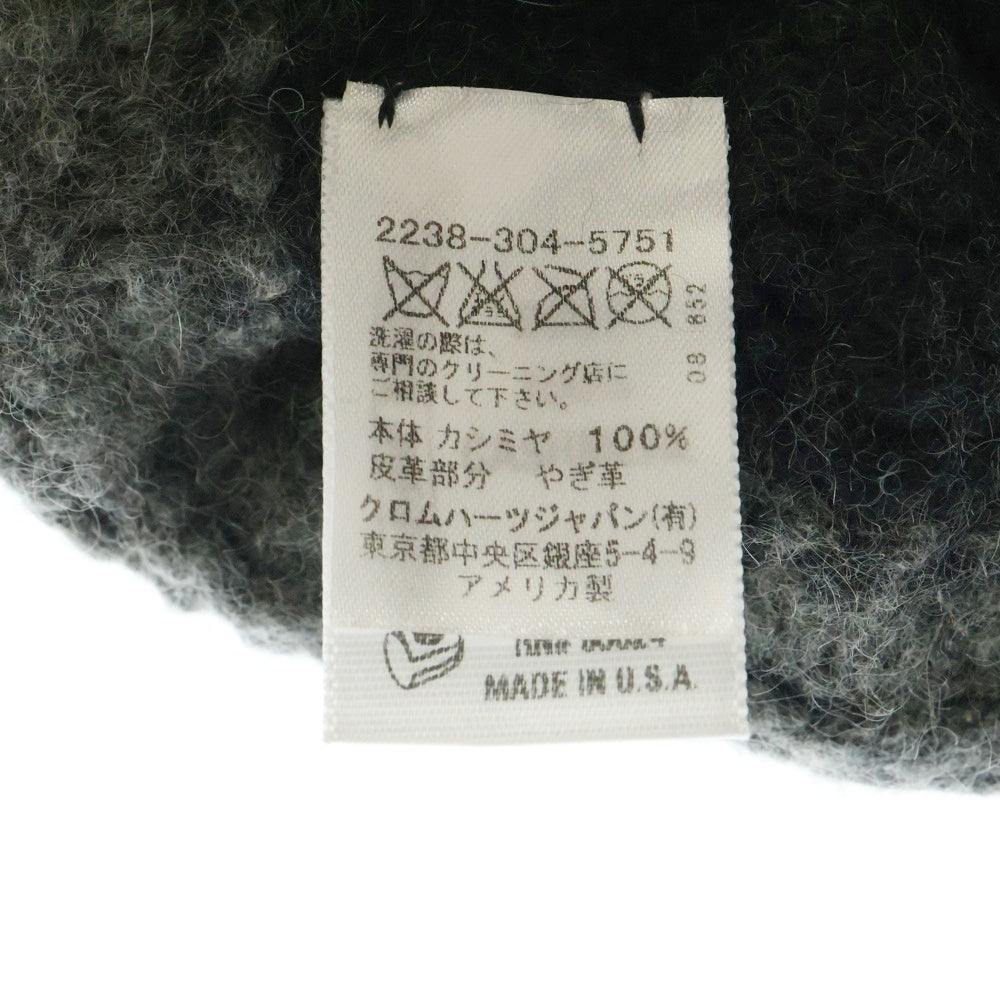 2238-304-5751
洗濯の際は、
専門のクリーニング店に
ご相談して下さい。
本体 カシミヤ 100%
皮革部分 やぎ革
クロムハーツジャパン(有)
東京都中央区銀座5-4-9
アメリカ製
08 852
MADE IN U.S.A.